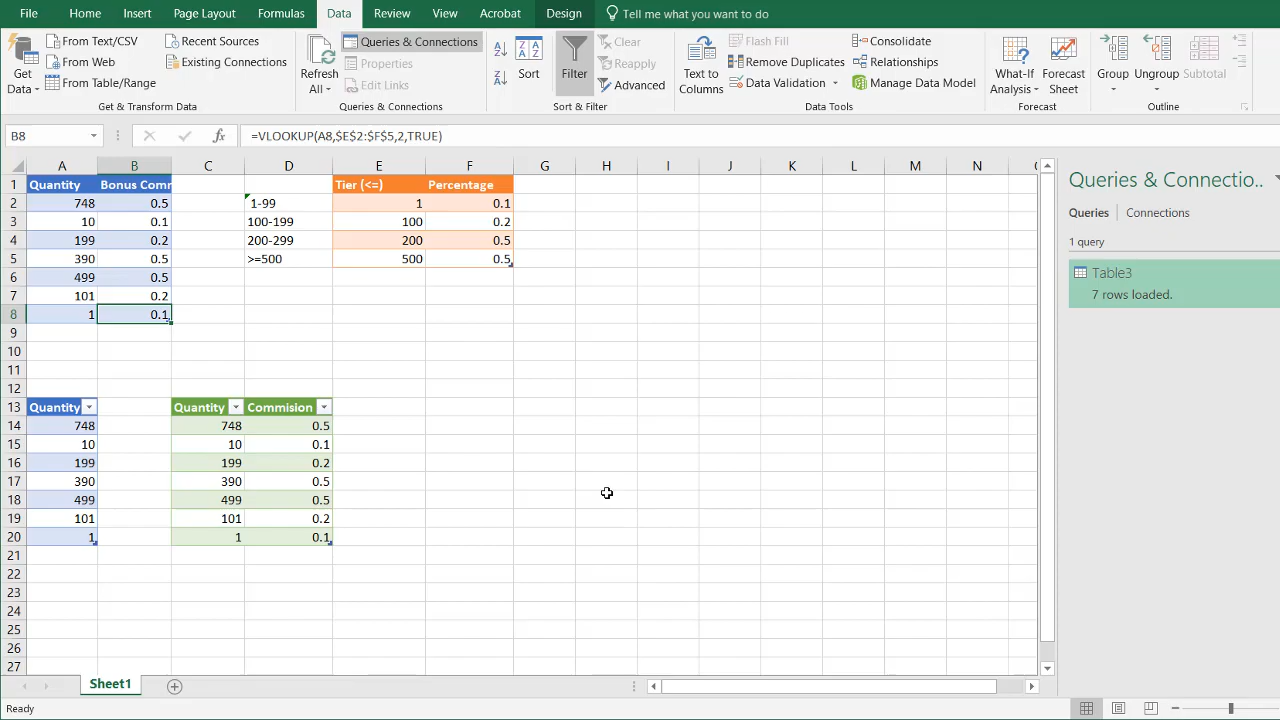 File Home Insert Page Layout Formulas Data Review View Acrobat Design Tell me what you want to do
Get Data
From Text/CSV
From Web
From Table/Range
Recent Sources
Existing Connections
Get & Transform Data
Refresh All
Queries & Connections
Properties
Edit Links
Queries & Connections
Sort
Filter
Clear
Reapply
Advanced
Sort & Filter
Text to Columns
Flash Fill
Remove Duplicates
Data Validation
Consolidate
Relationships
Manage Data Model
Data Tools
What-If Analysis
Forecast Sheet
Forecast
Group
Ungroup
Subtotal
Outline
B8 fx =VLOOKUP(A8,$E$2:$F$5,2,TRUE)
A B C D E F G H I J K L M N
1 Quantity Bonus Comm Tier (<=) Percentage
2 748 0.5 1-99 1 0.1
3 10 0.1 100-199 100 0.2
4 199 0.2 200-299 200 0.5
5 390 0.5 >=500 500 0.5
6 499 0.5
7 101 0.2
8 1 0.1
9
10
11
12
13 Quantity Quantity Commision
14 748 748 0.5
15 10 10 0.1
16 199 199 0.2
17 390 390 0.5
18 499 499 0.5
19 101 101 0.2
20 1 1 0.1
21
22
23
24
25
26
27
Queries & Connectio..
Queries Connections
1 query
Table3
7 rows loaded.
Sheet1
Ready